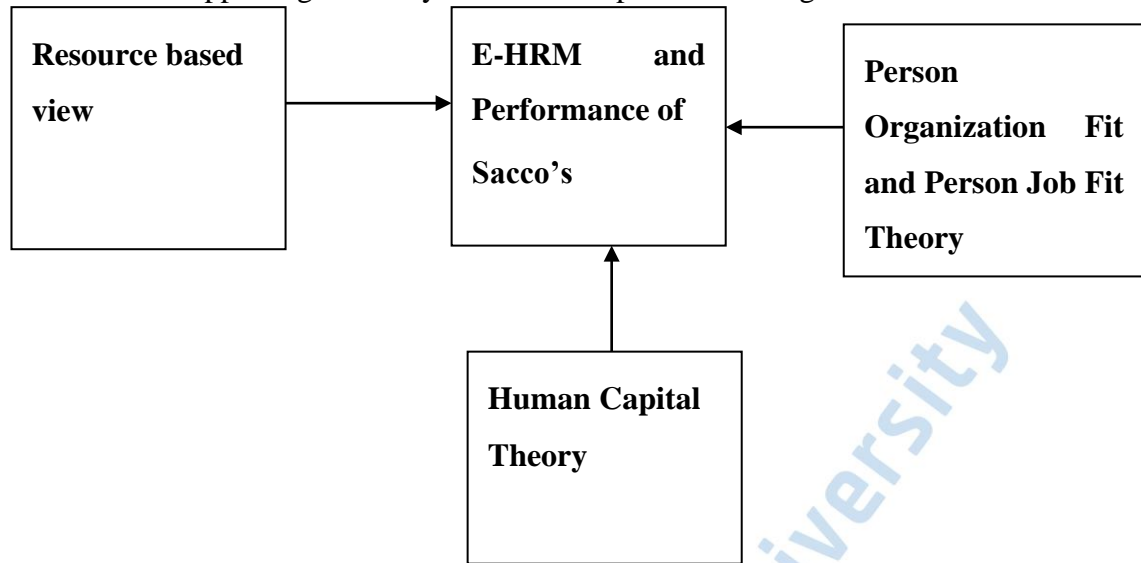 Resource based
view
E-HRM and
Performance of
Sacco's
Person
Organization Fit
and Person Job Fit
Theory
Human Capital
Theory